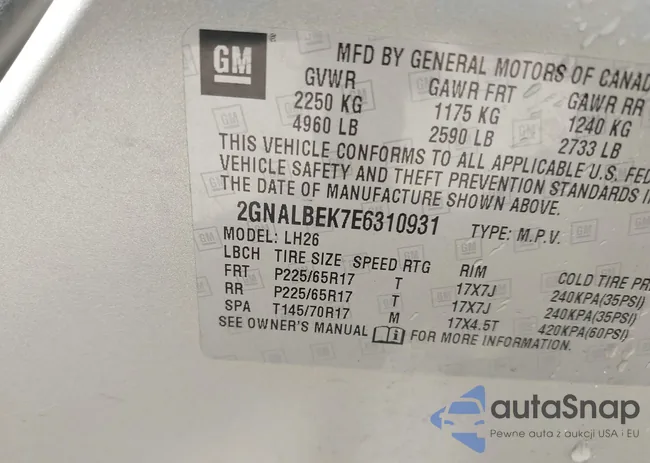 GM
MFD BY GENERAL MOTORS OF CANAD
GVWR GAWR FRT GAWR RR
2250 KG 1175 KG 1240 KG
4960 LB 2590 LB 2733 LB
THIS VEHICLE CONFORMS TO ALL APPLICABLE U.S. FED
VEHICLE SAFETY AND THEFT PREVENTION STANDARDS IN
THE DATE OF MANUFACTURE SHOWN ABOVE.
2GNALBEK7E6310931 TYPE: M.P.V.
MODEL: LH26
LBCH TIRE SIZE SPEED RTG RIM COLD TIRE PR
FRT P225/65R17 T 17X7J 240KPA(35PSI)
RR P225/65R17 T 17X7J 240KPA(35PSI)
SPA T145/70R17 M 17X4.5T 420KPA(60PSI)
SEE OWNER'S MANUAL FOR MORE INFORMATION.
autaSnap
Pewne auta z aukcji USA i EU